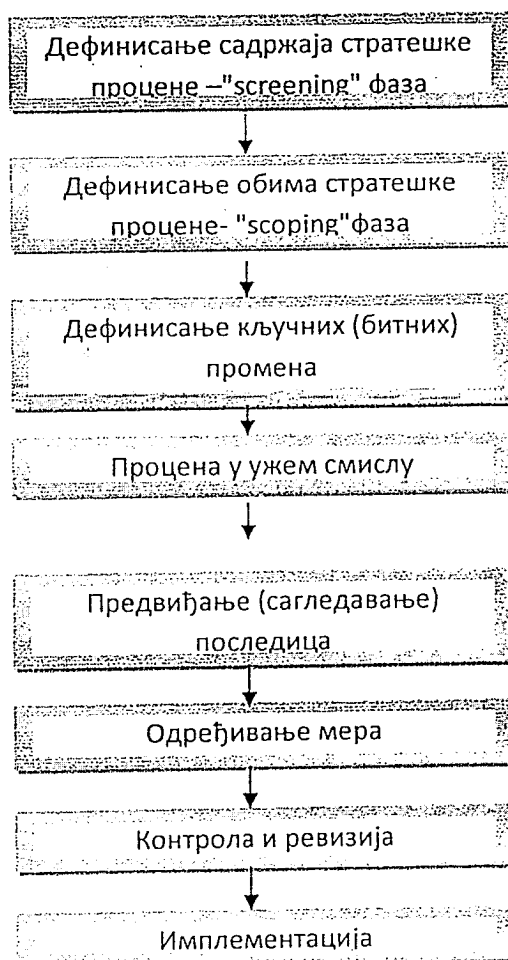 Дефинисање садржаја стратешке
процене –"screening" фаза
Дефинисање обима стратешке
процене- "scoping"фаза
Дефинисање кључних (битних)
промена
Процена у ужем смислу
Предвиђање (сагледавање)
последица
Одређивање мера
Контрола и ревизија
Имплементација